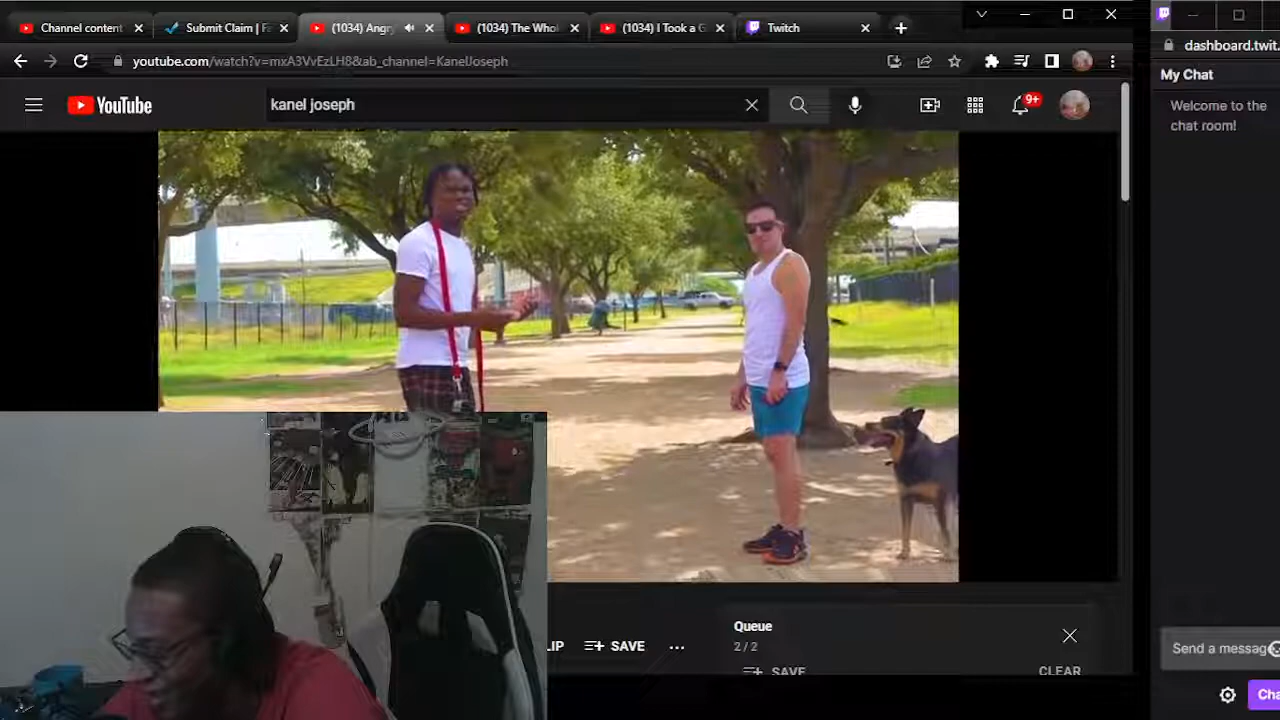 Channel content
Submit Claim | Fa
(1034) Angr
(1034) The Whol
(1034) I Took a G
Twitch
youtube.com/watch?v=mxA3VvEzLH8&ab_channel=KanelJoseph
dashboard.twit
YouTube
kanel joseph
9+
My Chat
Welcome to the
chat room!
Queue
2/2
LIP
SAVE
SAVE
CLEAR
Send a messag
Cha